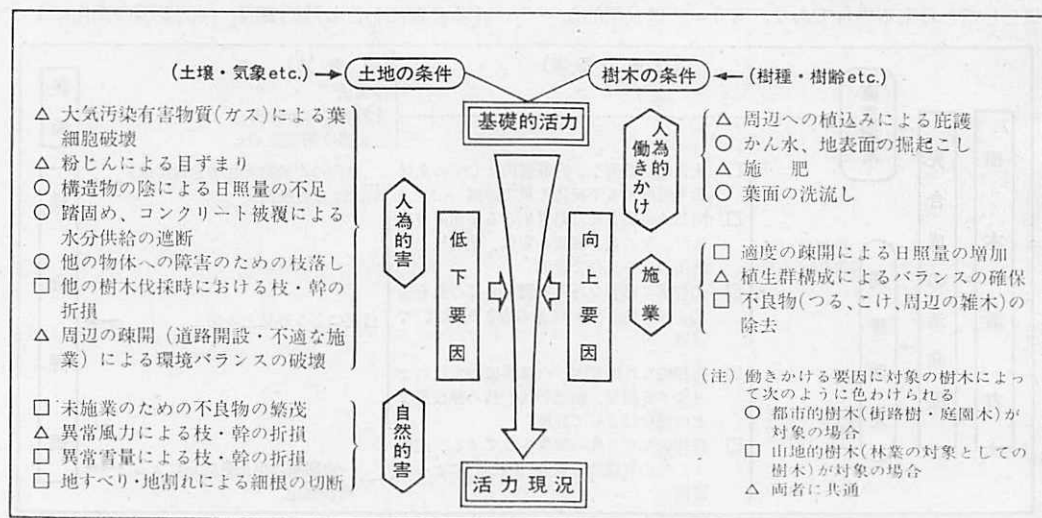 (土壌・気象etc.)
土地の条件
樹木の条件
(樹種・樹齢etc.)
基礎的活力
△ 大気汚染有害物質(ガス)による葉
細胞破壊
△ 粉じんによる目ずまり
○ 構造物の陰による日照量の不足
○ 踏固め、コンクリート被覆による
水分供給の遮断
○ 他の物体への障害のための枝落し
□ 他の樹木伐採時における枝・幹の
折損
△ 周辺の疎開(道路開設・不適な施
業)による環境バランスの破壊
人為的害
□ 未施業のための不良物の繁茂
△ 異常風力による枝・幹の折損
□ 異常雪量による枝・幹の折損
□ 地すべり・地割れによる細根の切断
自然的害
低下要因
向上要因
人為的
働きかけ
△ 周辺への植込みによる庇護
○ かん水、地表面の掘起こし
△ 施 肥
○ 葉面の洗流し
施業
□ 適度の疎開による日照量の増加
△ 植生群構成によるバランスの確保
□ 不良物(つる、こけ、周辺の雑木)の
除去
活力現況
(注) 働きかける要因に対象の樹木によっ
て次のように色わけられる
○ 都市的樹木(街路樹・庭園木)が
対象の場合
□ 山地的樹木(林業の対象としての
樹木)が対象の場合
△ 両者に共通